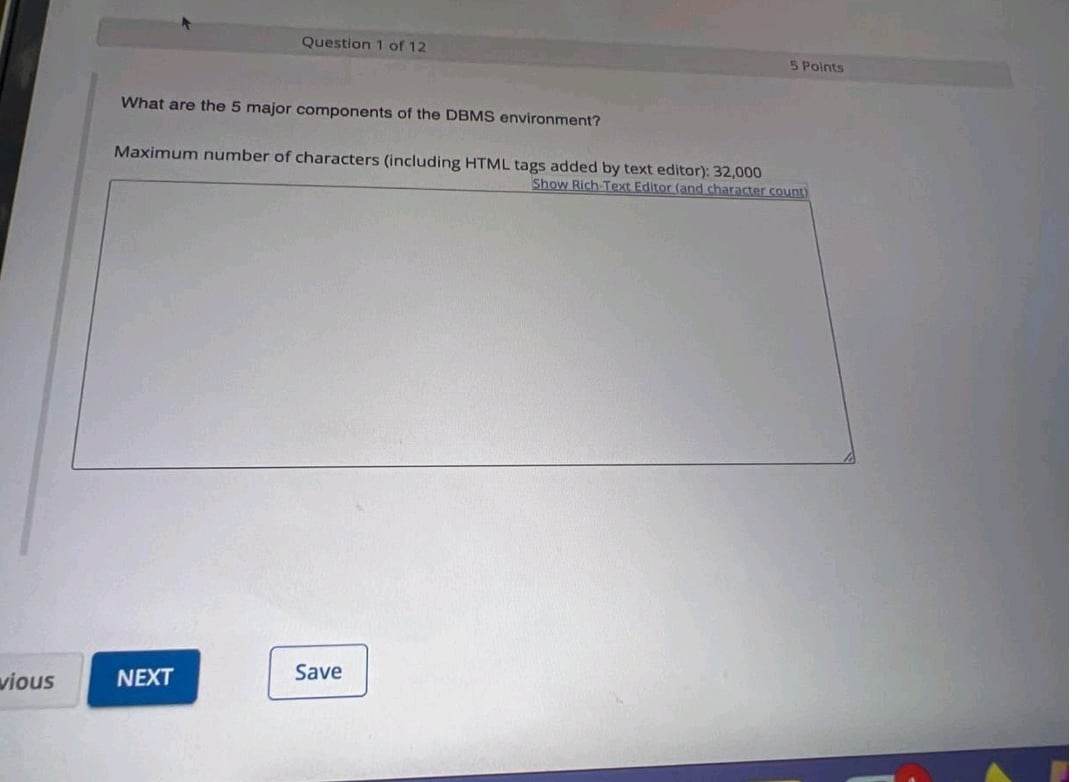 Question 1 of 12
5 Points
What are the 5 major components of the DBMS environment?
Maximum number of characters (including HTML tags added by text editor): 32,000
Show Rich-Text Editor (and character count)
vious
NEXT
Save